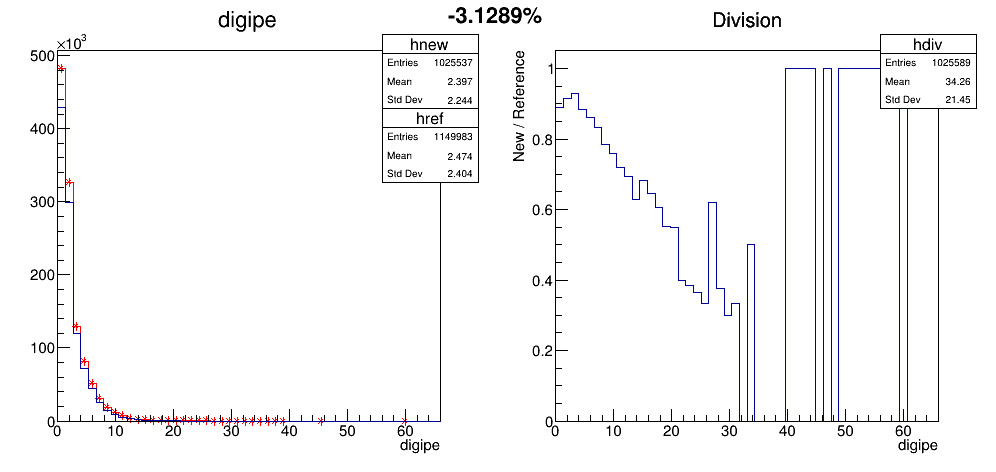 -3.1289%
digipe
×10³
hnew
Entries 1025537
Mean 2.397
Std Dev 2.244
href
Entries 1149983
Mean 2.474
Std Dev 2.404
500
400
300
200
100
0
0 10 20 30 40 50 60
digipe
Division
hdiv
Entries 1025589
Mean 34.26
Std Dev 21.45
New / Reference
1
0.8
0.6
0.4
0.2
0
0 10 20 30 40 50 60
digipe